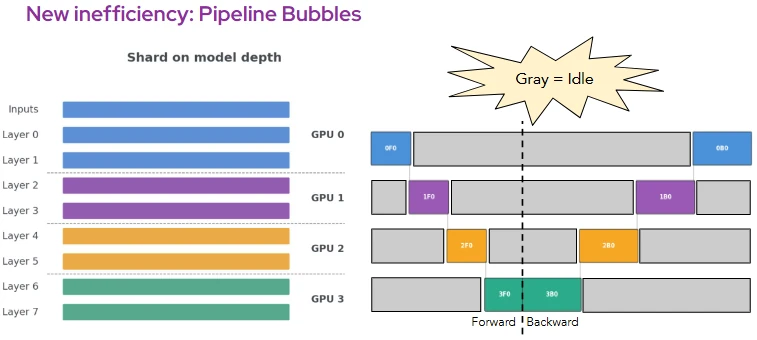 New inefficiency: Pipeline Bubbles
Shard on model depth
Inputs
Layer 0
Layer 1
Layer 2
Layer 3
Layer 4
Layer 5
Layer 6
Layer 7
GPU 0
GPU 1
GPU 2
GPU 3
Gray = Idle
0F0
0B0
1F0
1B0
2F0
2B0
3F0
3B0
Forward
Backward